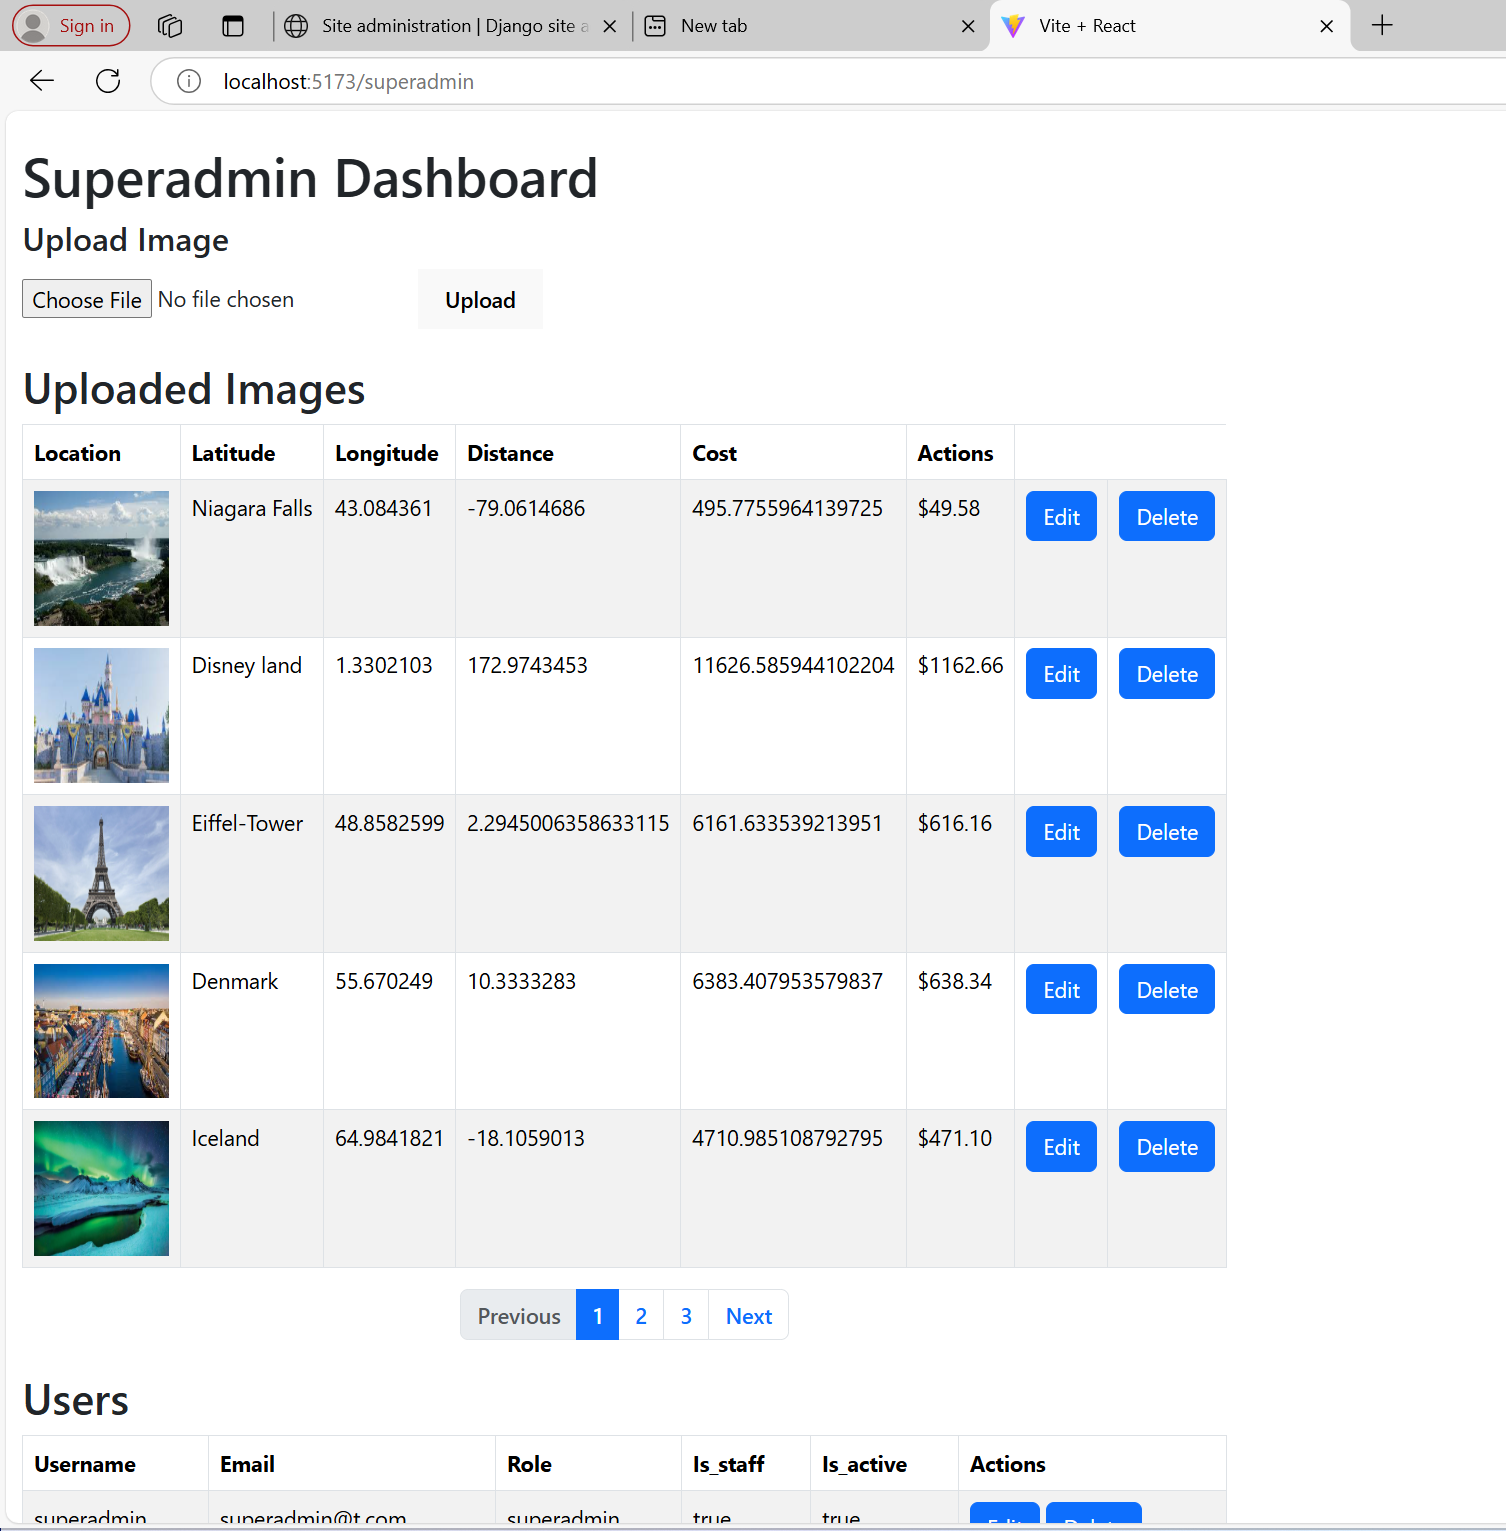 Sign in
Site administration | Django site a
New tab
Vite + React
localhost:5173/superadmin
Superadmin Dashboard
Upload Image
Choose File No file chosen Upload
Uploaded Images
Location Latitude Longitude Distance Cost Actions
Niagara Falls 43.084361 -79.0614686 495.7755964139725 $49.58 Edit Delete
Disney land 1.3302103 172.9743453 11626.585944102204 $1162.66 Edit Delete
Eiffel-Tower 48.8582599 2.2945006358633115 6161.633539213951 $616.16 Edit Delete
Denmark 55.670249 10.3333283 6383.407953579837 $638.34 Edit Delete
Iceland 64.9841821 -18.1059013 4710.985108792795 $471.10 Edit Delete
Previous 1 2 3 Next
Users
Username Email Role Is_staff Is_active Actions
superadmin superadmin@t.com superadmin true true Edit Delete